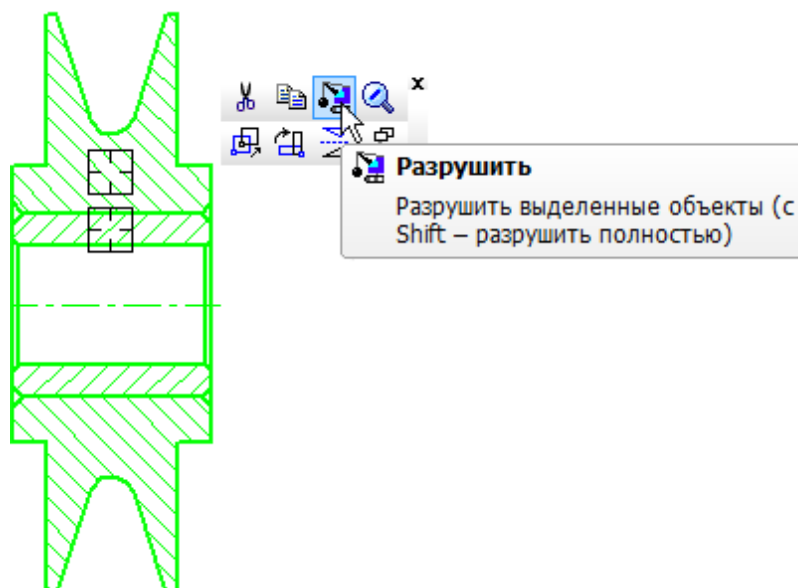 x
Разрушить
Разрушить выделенные объекты (с
Shift – разрушить полностью)